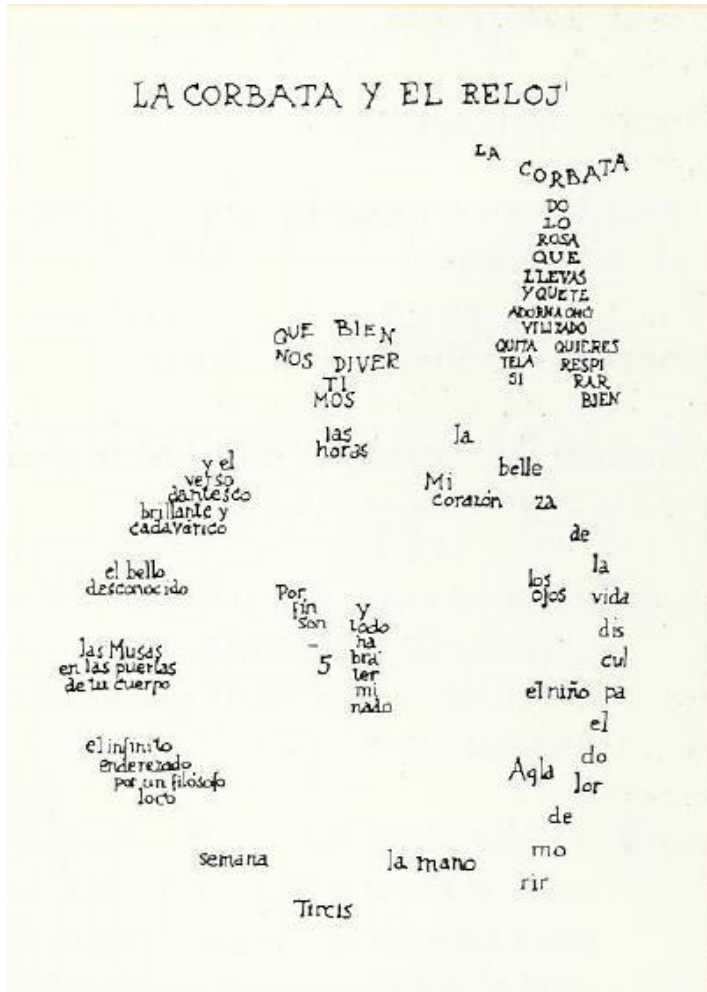 LA CORBATA Y EL RELOJ
LA CORBATA
DO
LO
ROSA
QUE
LLEVAS
Y QUE TE
ADORNA OHO
VILIZADO
QUITA QUIERES
TELA RESPI
SI RAR
BIEN
QUE BIEN
NOS DIVER
TI
MOS
las
horas
la
belle
za
de
la
vida
dis
cul
pa
el
do
lor
de
mo
rir
Mi
corazón
los
ojos
el niño
Agla
la mano
Tircis
semana
el infinito
enderezado
por un filósofo
loco
las Musas
en las puertas
de tu cuerpo
el bello
desconocido
y el
verso
dantesco
brillante y
cadavárico
Por
fin
son
-
5
y
todo
ha
brá
ter
mi
nado